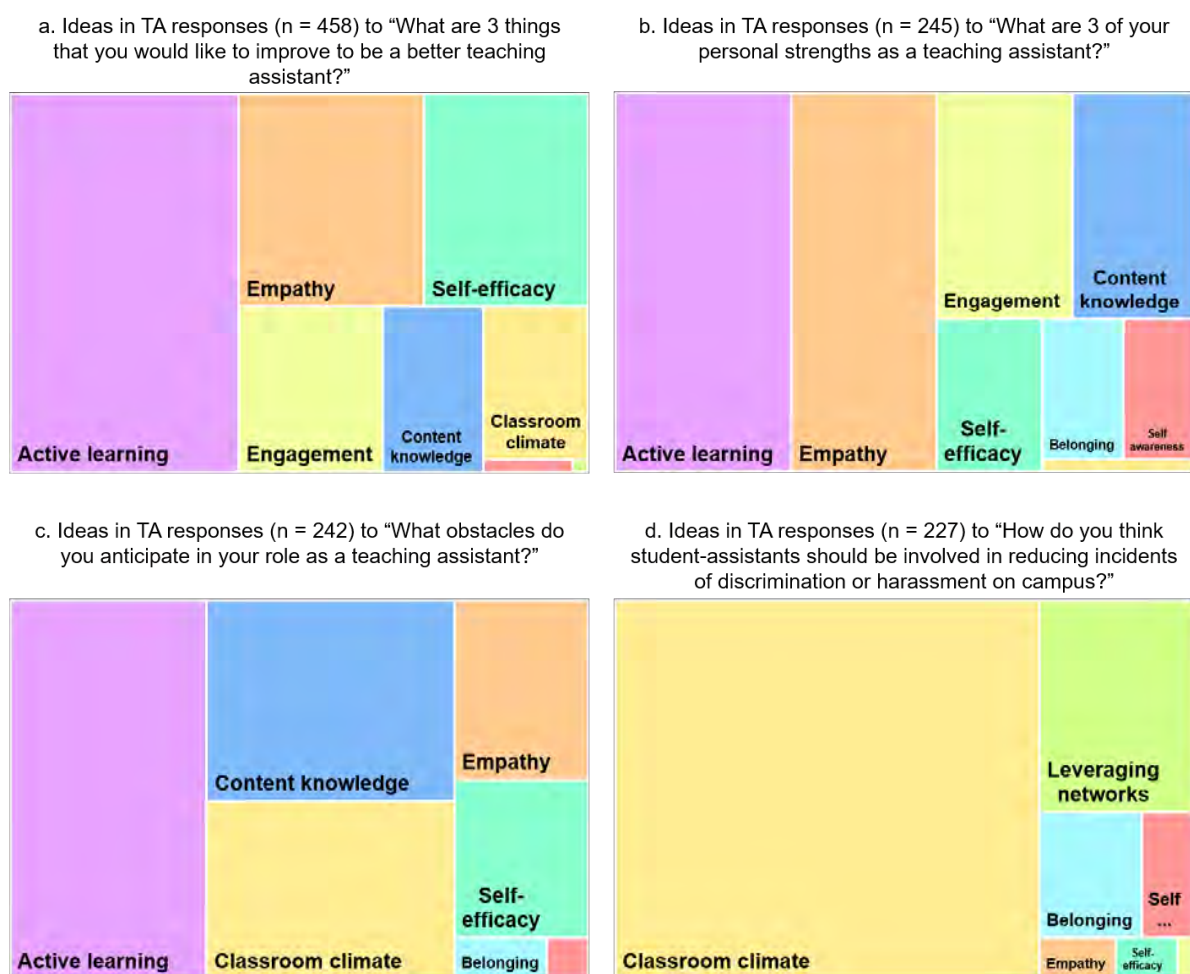 a. Ideas in TA responses (n = 458) to “What are 3 things
that you would like to improve to be a better teaching
assistant?”
Empathy
Self-efficacy
Active learning
Engagement
Content
knowledge
Classroom
climate
b. Ideas in TA responses (n = 245) to “What are 3 of your
personal strengths as a teaching assistant?”
Engagement
Content
knowledge
Active learning
Empathy
Self-
efficacy
Belonging
Self
awareness
c. Ideas in TA responses (n = 242) to “What obstacles do
you anticipate in your role as a teaching assistant?”
Content knowledge
Empathy
Self-
efficacy
Active learning
Classroom climate
Belonging
d. Ideas in TA responses (n = 227) to “How do you think
student-assistants should be involved in reducing incidents
of discrimination or harassment on campus?”
Leveraging
networks
Belonging
Self
...
Classroom climate
Empathy
Self-
efficacy